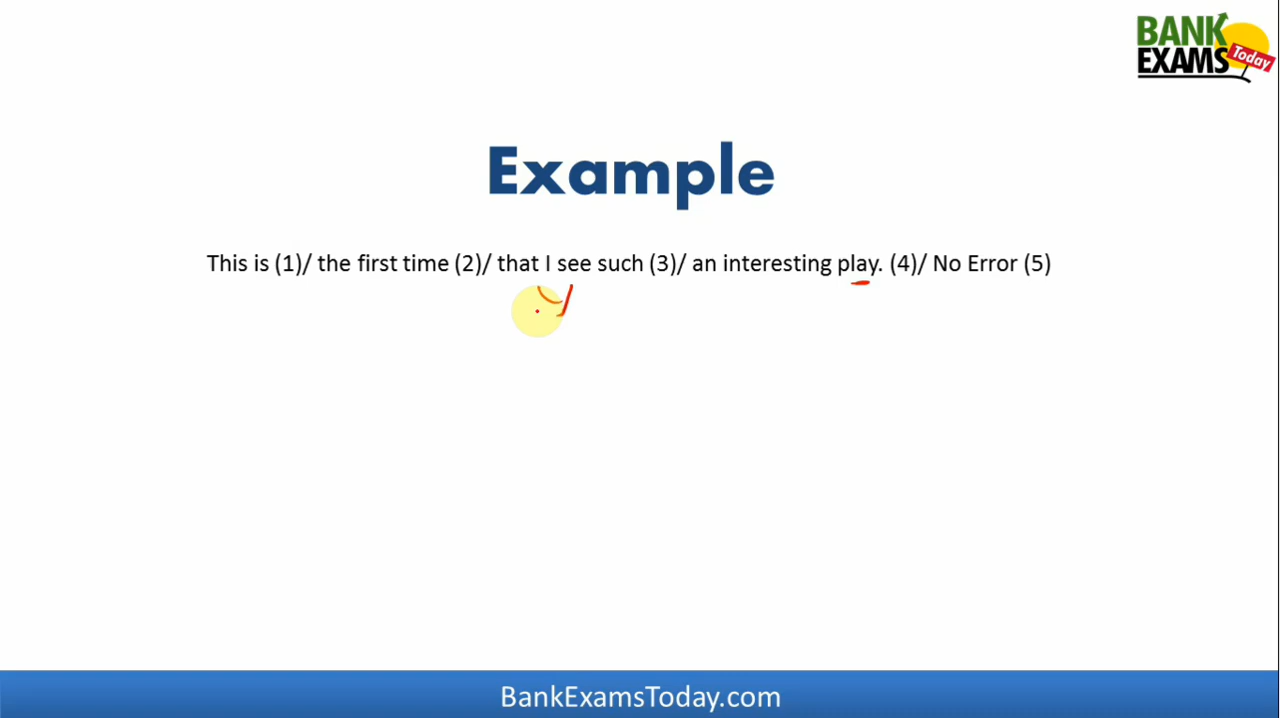 BANK
EXAMS Today
Example
This is (1)/ the first time (2)/ that I see such (3)/ an interesting play. (4)/ No Error (5)
BankExamsToday.com